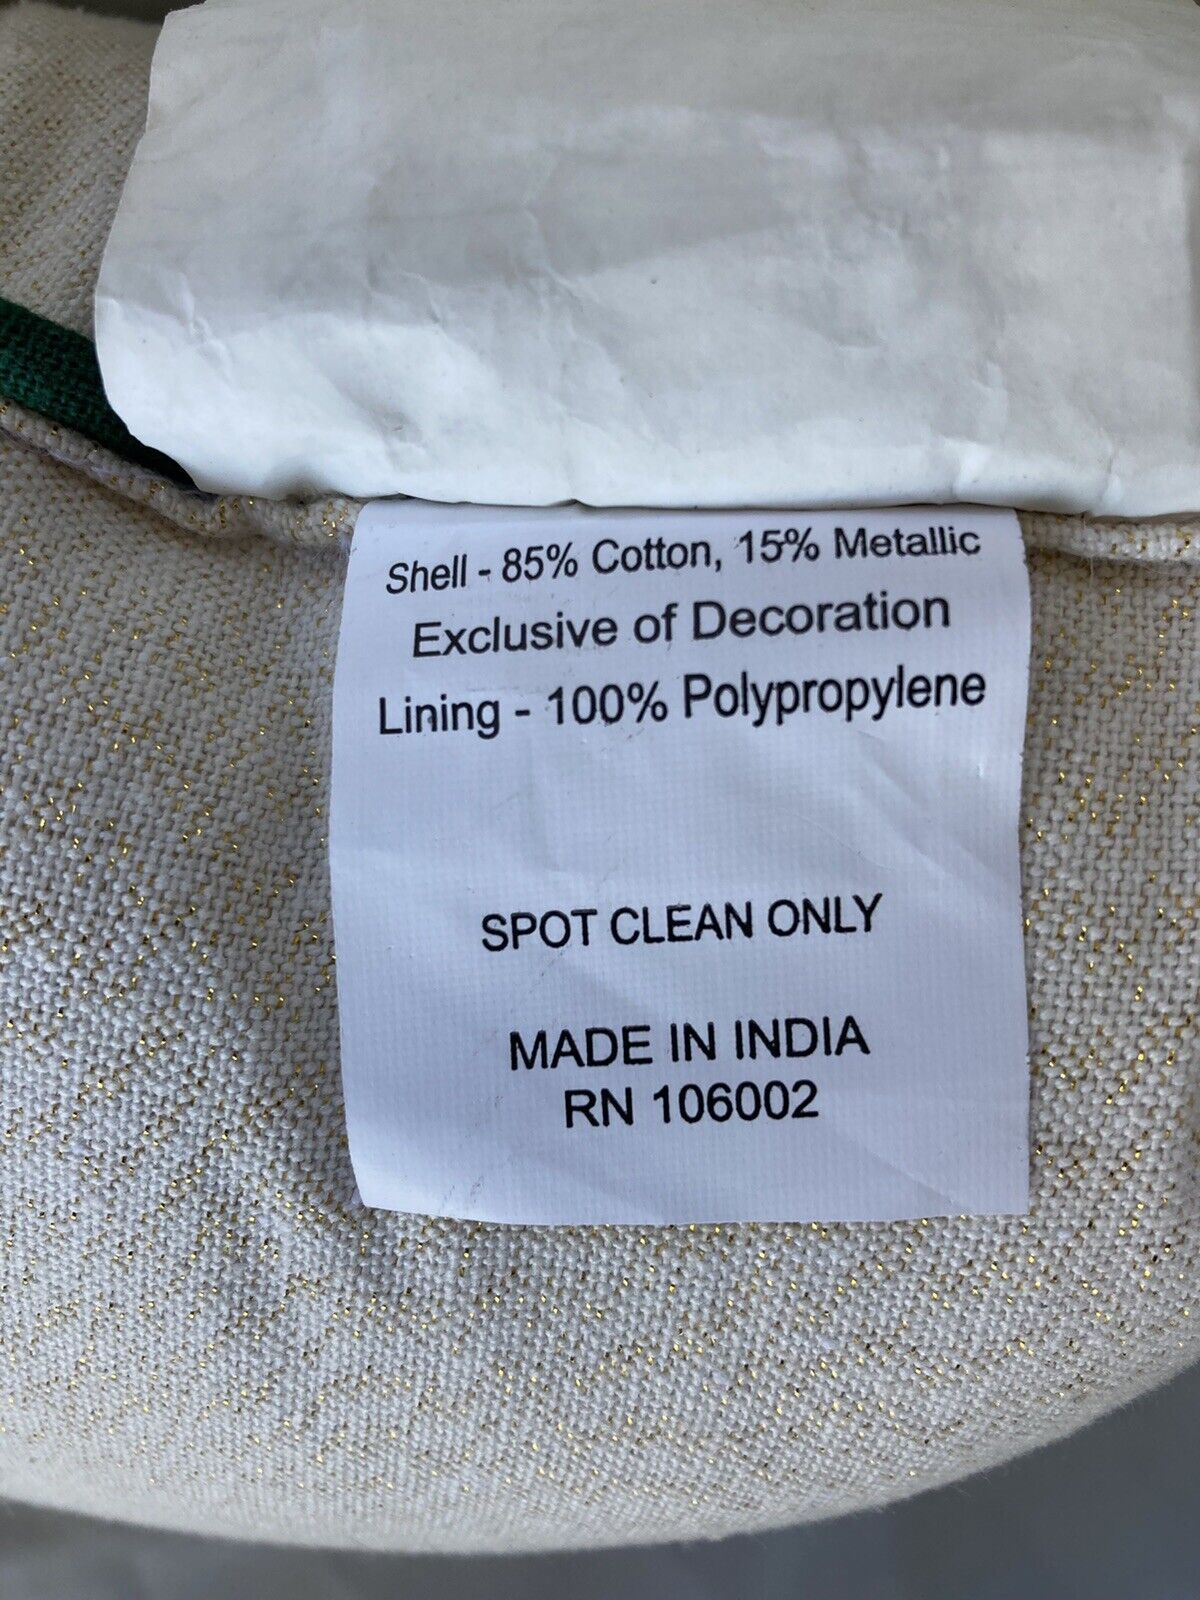 Shell - 85% Cotton, 15% Metallic
Exclusive of Decoration
Lining - 100% Polypropylene
SPOT CLEAN ONLY
MADE IN INDIA
RN 106002